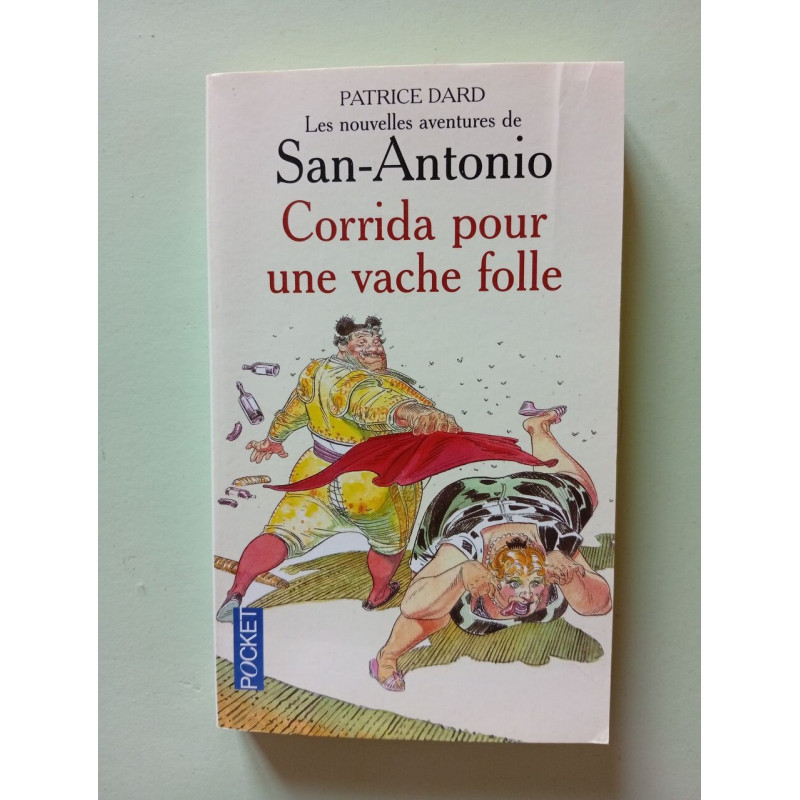 PATRICE DARD
Les nouvelles aventures de
San-Antonio
Corrida pour
une vache folle
POCKET